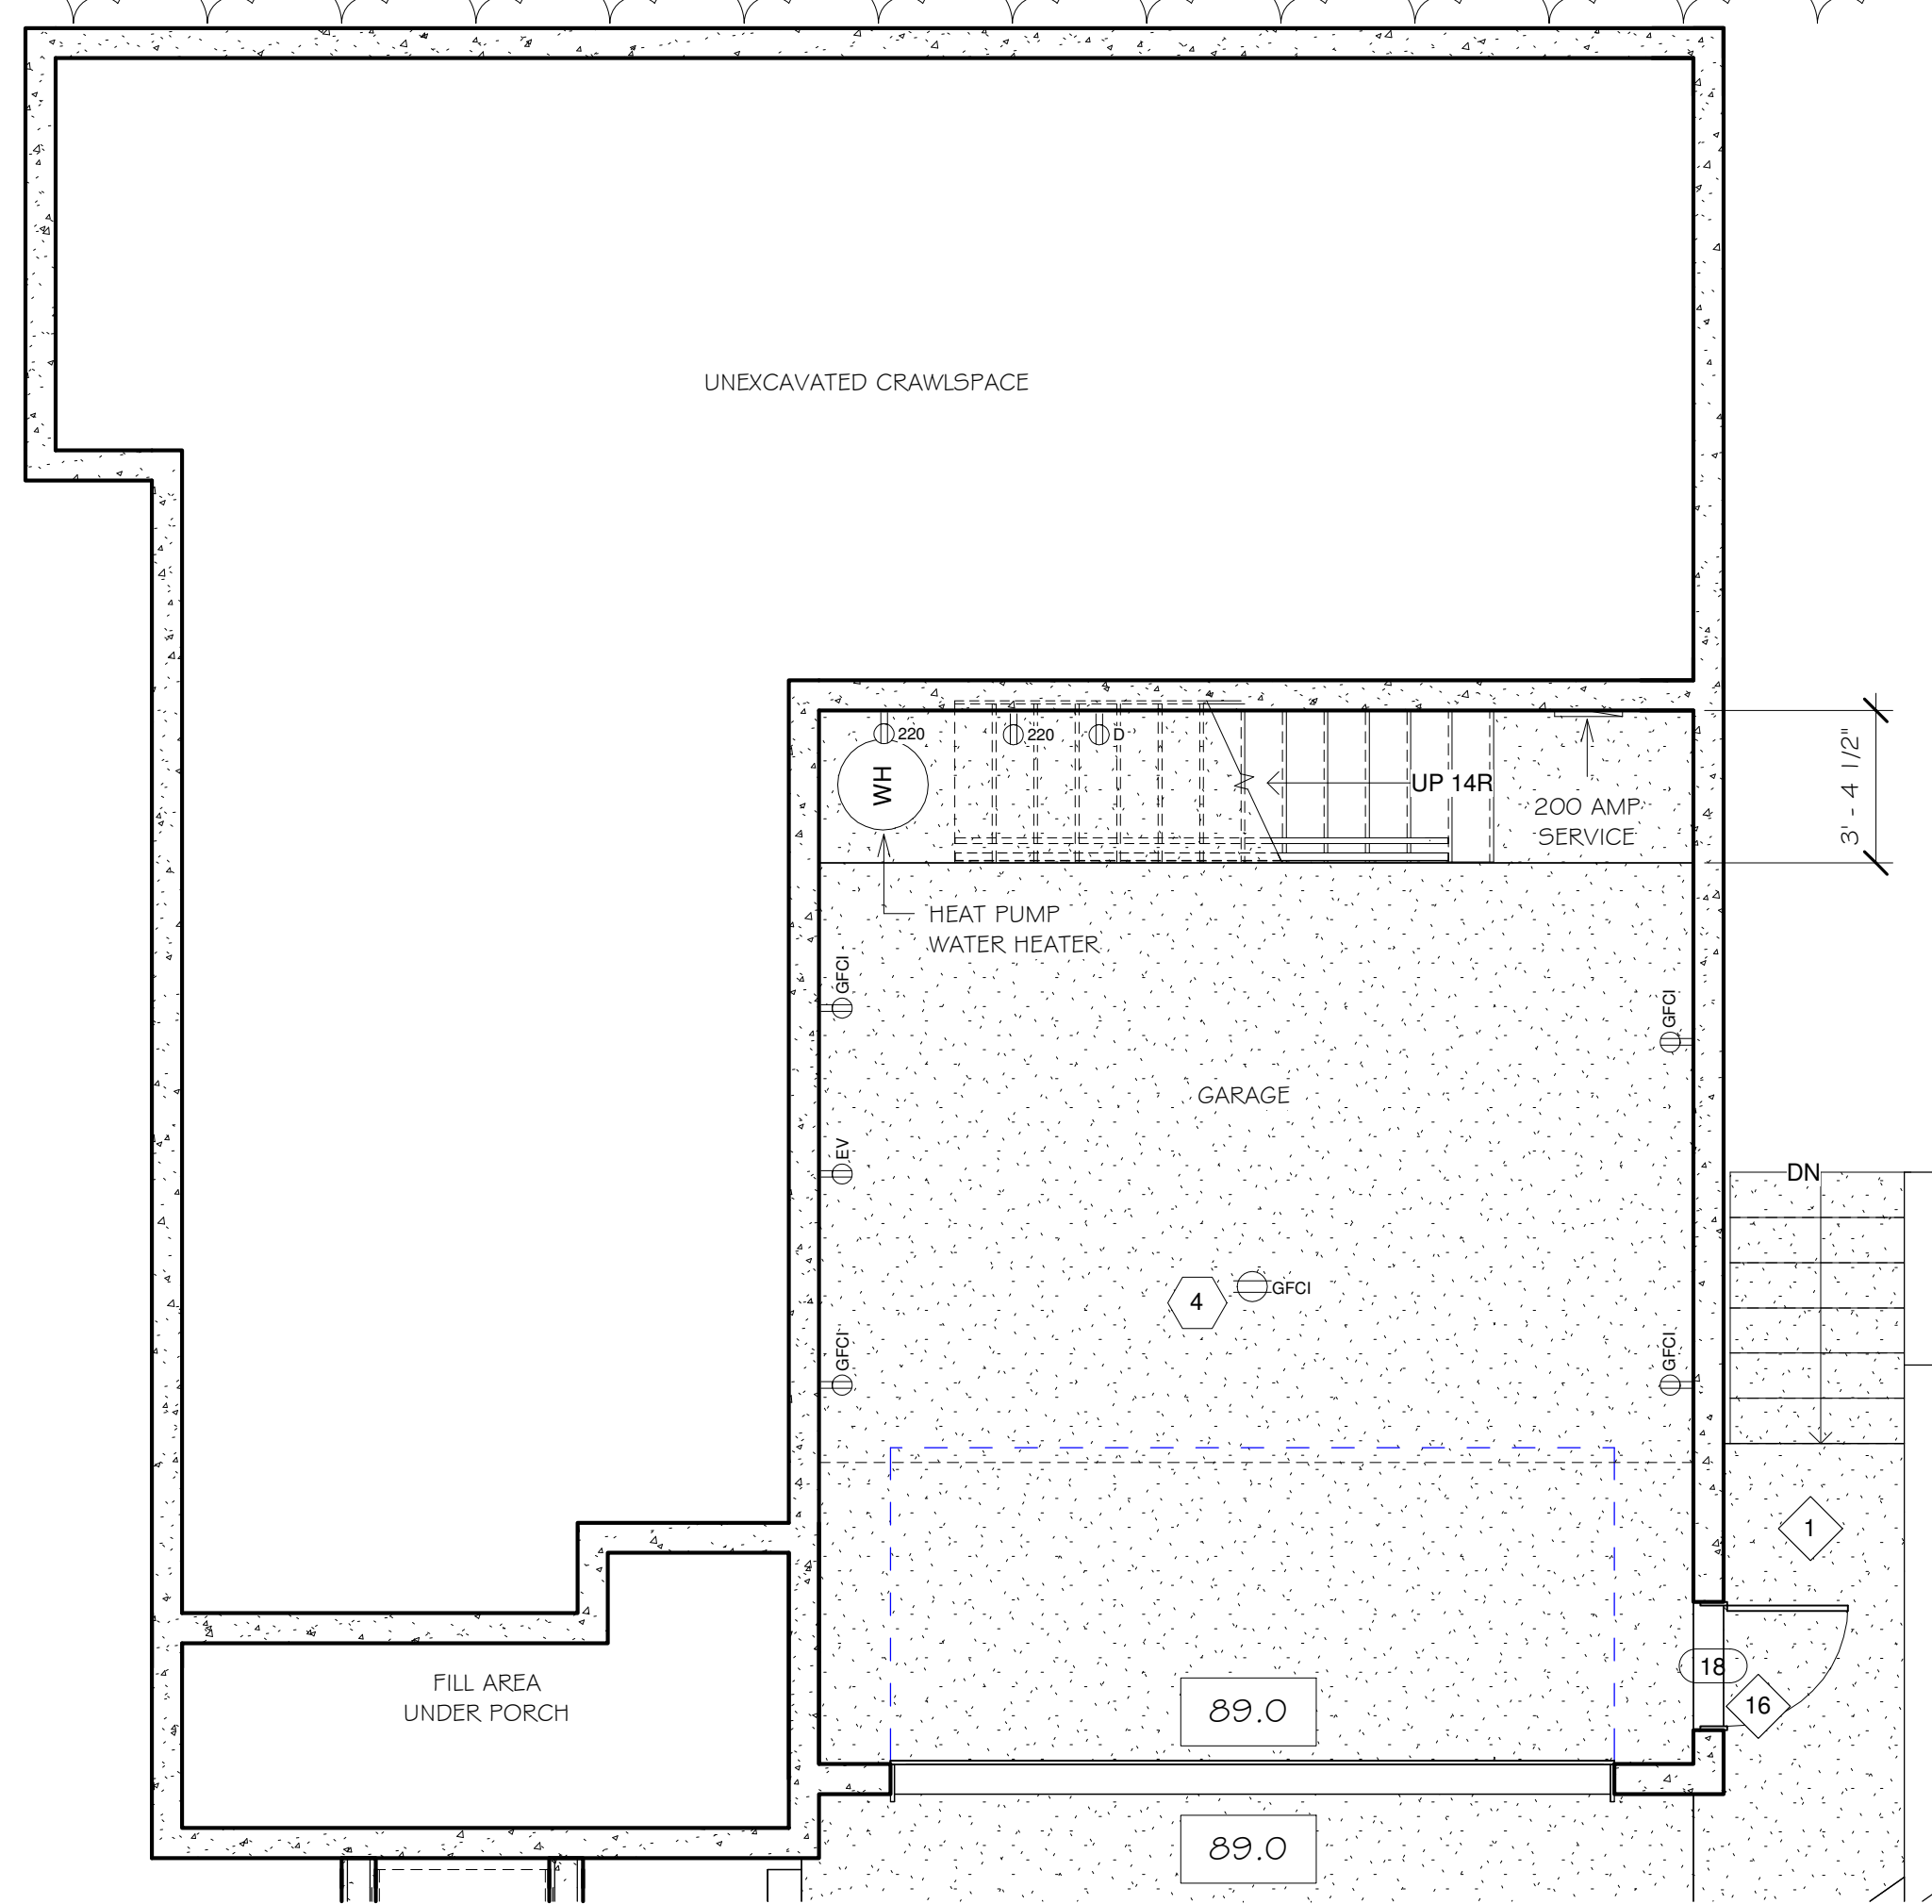 UNEXCAVATED CRAWLSPACE
220
220
D
WH
UP 14R
200 AMP
SERVICE
3' - 4 1/2"
HEAT PUMP
WATER HEATER
GFCI
GFCI
GARAGE
EV
DN
4
GFCI
GFCI
GFCI
1
FILL AREA
UNDER PORCH
18
16
89.0
89.0